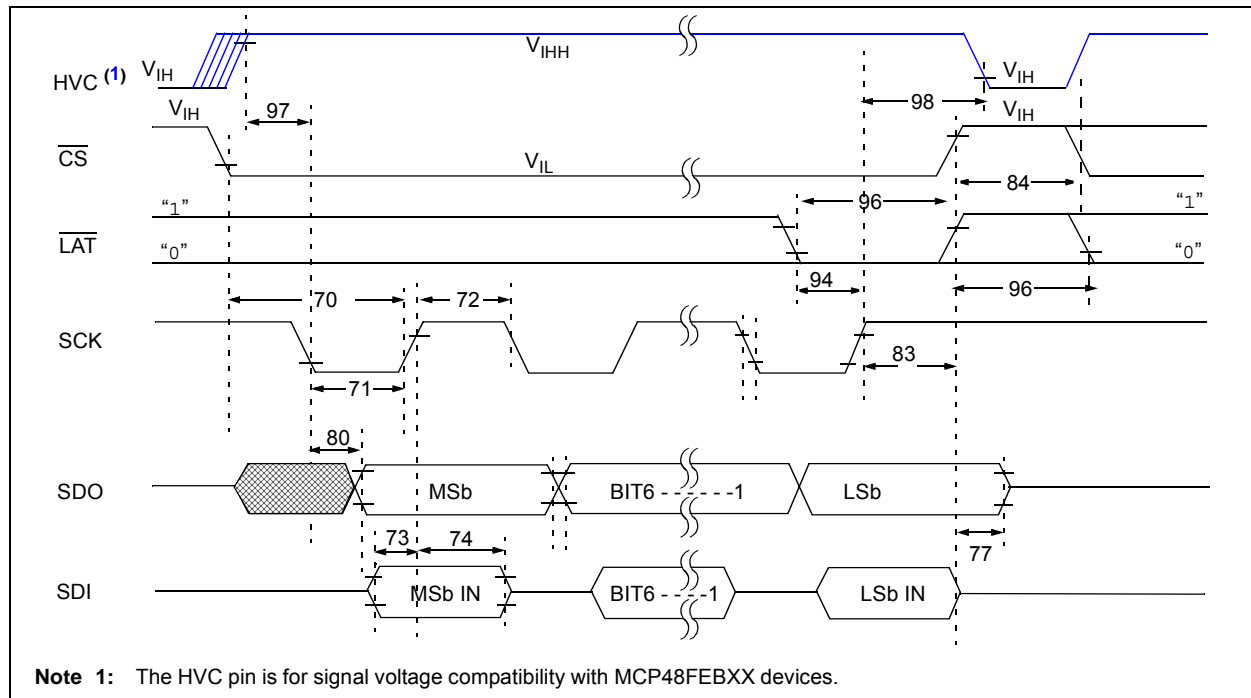 V_IHH
HVC (1) V_IH
V_IH
98
97
V_IH
V_IH
CS
V_IL
84
96
"1"
"1"
LAT
"0"
"0"
94
96
70
72
SCK
83
71
80
SDO
MSb
BIT6 - - - - - - -1
LSb
77
73
74
SDI
MSb IN
BIT6 - - - - -1
LSb IN
Note 1: The HVC pin is for signal voltage compatibility with MCP48FEBXX devices.